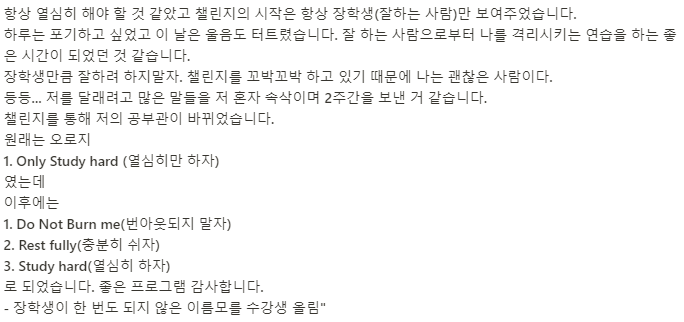 항상 열심히 해야 할 것 같았고 챌린지의 시작은 항상 장학생(잘하는 사람)만 보여주었습니다.
하루는 포기하고 싶었고 이 날은 울음도 터트렸습니다. 잘 하는 사람으로부터 나를 격리시키는 연습을 하는 좋
은 시간이 되었던 것 같습니다.
장학생만큼 잘하려 하지말자. 챌린지를 꼬박꼬박 하고 있기 때문에 나는 괜찮은 사람이다.
등등... 저를 달래려고 많은 말들을 저 혼자 속삭이며 2주간을 보낸 거 같습니다.
챌린지를 통해 저의 공부관이 바뀌었습니다.
원래는 오로지
1. Only Study hard (열심히만 하자)
였는데
이후에는
1. Do Not Burn me(번아웃되지 말자)
2. Rest fully(충분히 쉬자)
3. Study hard(열심히 하자)
로 되었습니다. 좋은 프로그램 감사합니다.
- 장학생이 한 번도 되지 않은 이름모를 수강생 올림"